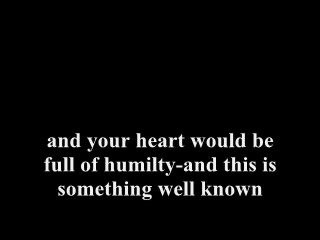 and your heart would be
full of humilty-and this is
something well known